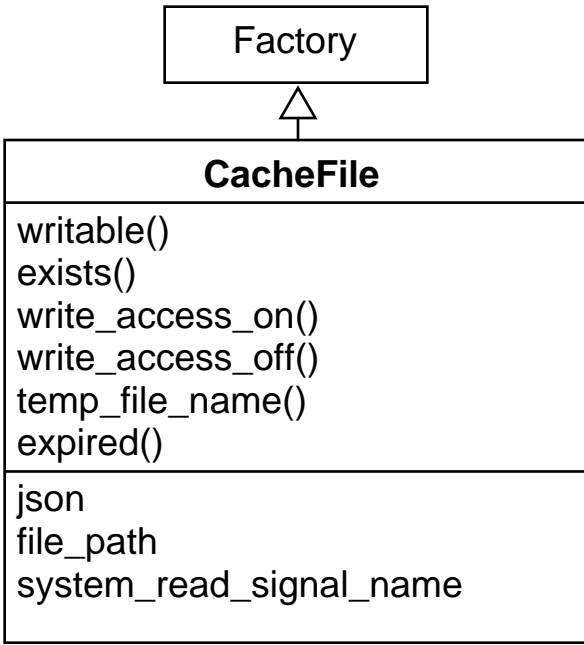 Factory
CacheFile
writable()
exists()
write_access_on()
write_access_off()
temp_file_name()
expired()
json
file_path
system_read_signal_name